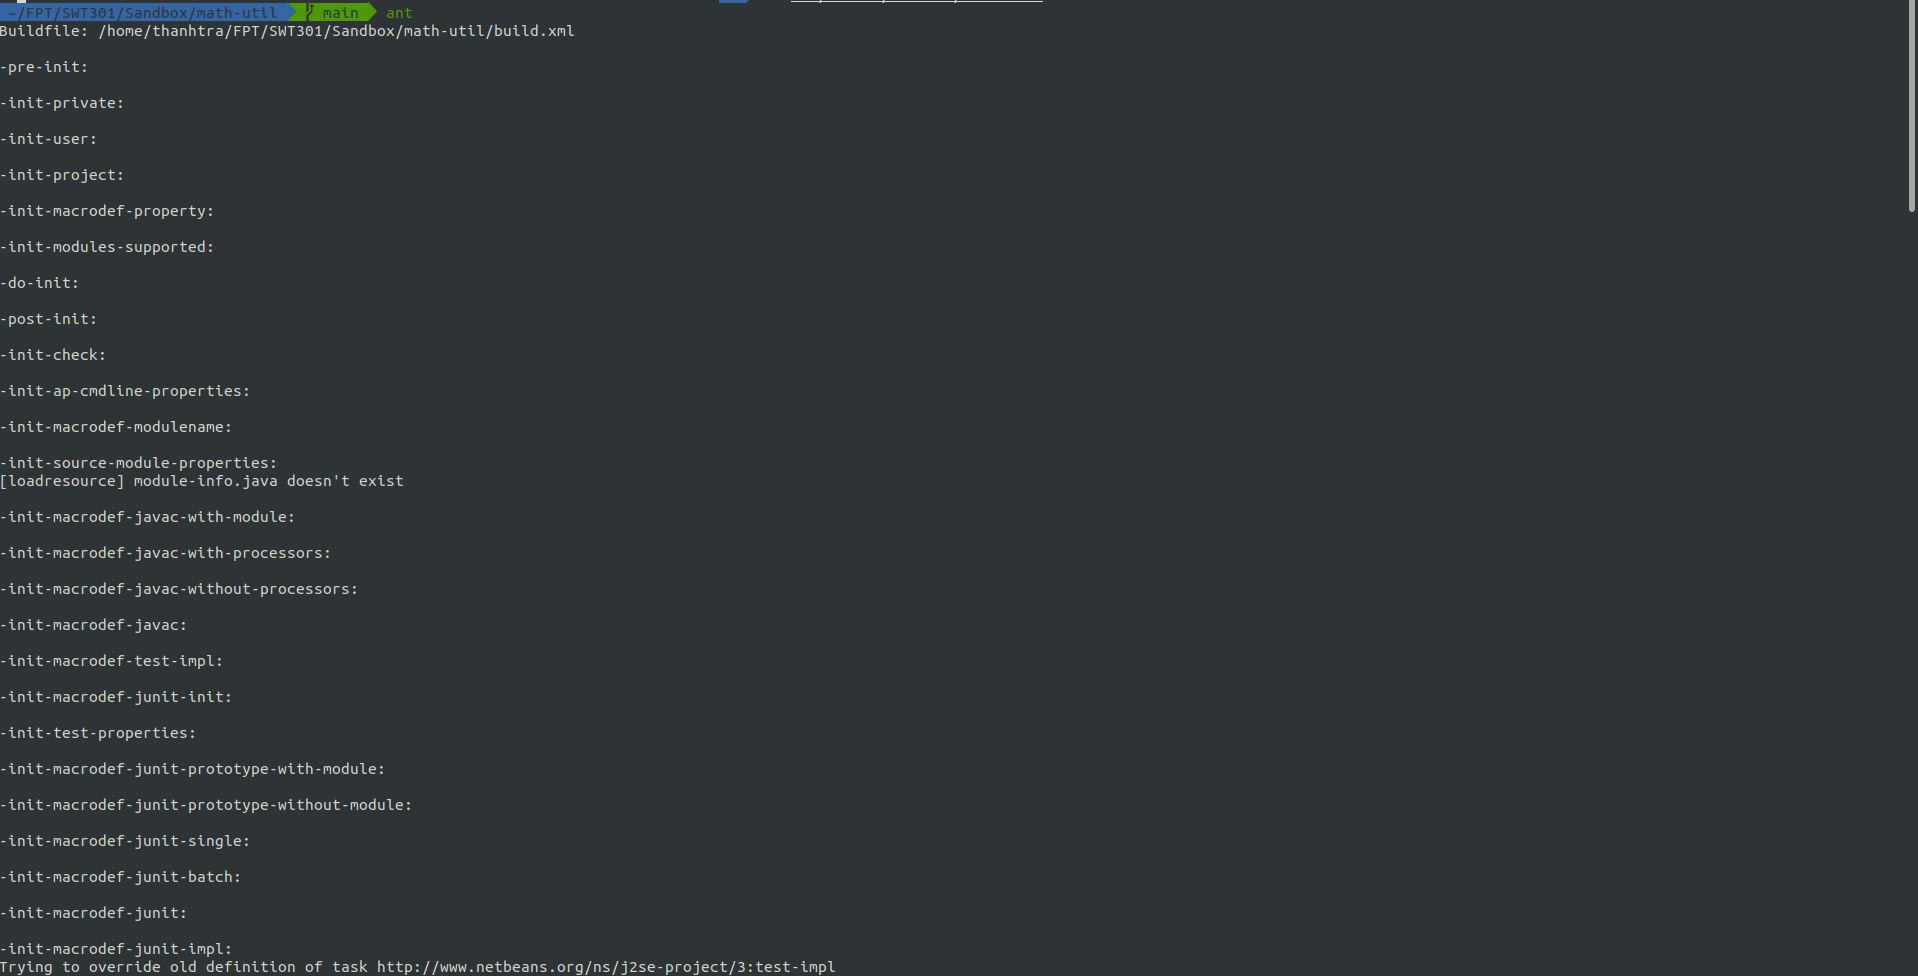 ~/FPT/SWT301/Sandbox/math-util main ant
Buildfile: /home/thanhtra/FPT/SWT301/Sandbox/math-util/build.xml
-pre-init:
-init-private:
-init-user:
-init-project:
-init-macrodef-property:
-init-modules-supported:
-do-init:
-post-init:
-init-check:
-init-ap-cmdline-properties:
-init-macrodef-modulename:
-init-source-module-properties:
[loadresource] module-info.java doesn't exist
-init-macrodef-javac-with-module:
-init-macrodef-javac-with-processors:
-init-macrodef-javac-without-processors:
-init-macrodef-javac:
-init-macrodef-test-impl:
-init-macrodef-junit-init:
-init-test-properties:
-init-macrodef-junit-prototype-with-module:
-init-macrodef-junit-prototype-without-module:
-init-macrodef-junit-single:
-init-macrodef-junit-batch:
-init-macrodef-junit:
-init-macrodef-junit-impl:
Trying to override old definition of task http://www.netbeans.org/ns/j2se-project/3:test-impl